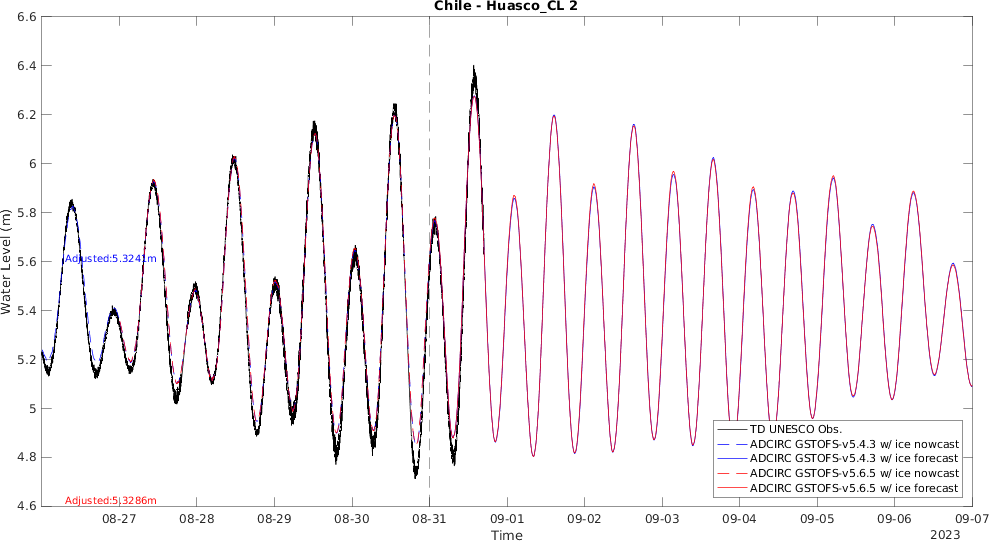 Chile - Huasco_CL 2
6.6
6.4
6.2
6
5.8
5.6
5.4
5.2
5
4.8
4.6
Water Level (m)
Adjusted:5.3241m
Adjusted:5.3286m
TD UNESCO Obs.
ADCIRC GSTOFS-v5.4.3 w/ ice nowcast
ADCIRC GSTOFS-v5.4.3 w/ ice forecast
ADCIRC GSTOFS-v5.6.5 w/ ice nowcast
ADCIRC GSTOFS-v5.6.5 w/ ice forecast
08-27 08-28 08-29 08-30 08-31 09-01 09-02 09-03 09-04 09-05 09-06 09-07
Time
2023